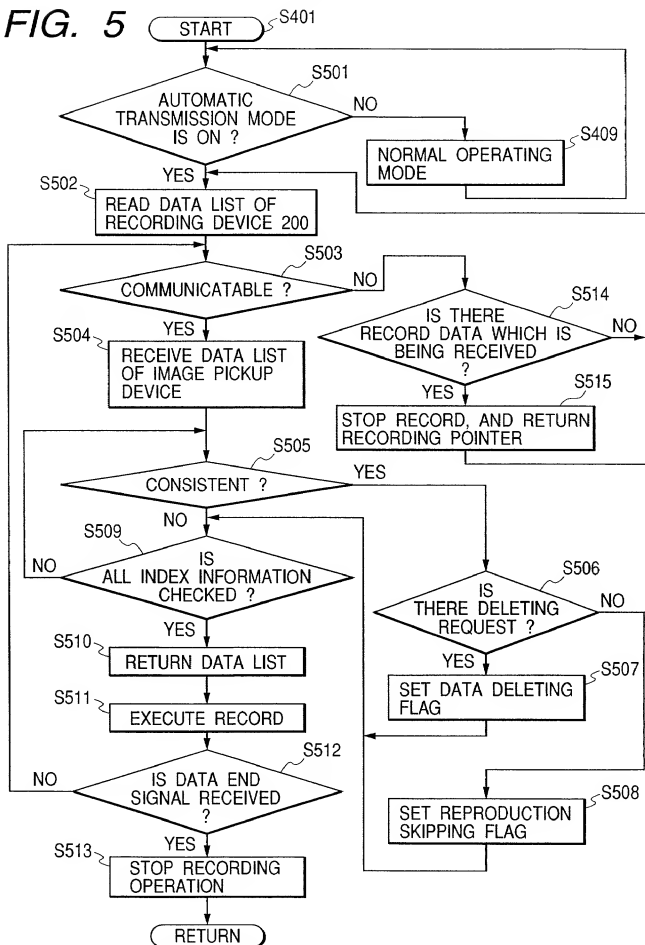 FIG. 5
START
S401
S501
AUTOMATIC
TRANSMISSION MODE
IS ON ?
NO
S409
NORMAL OPERATING
MODE
YES
S502
READ DATA LIST OF
RECORDING DEVICE 200
S503
COMMUNICATABLE ?
NO
S514
IS THERE
RECORD DATA WHICH IS
BEING RECEIVED
?
NO
YES
S504
RECEIVE DATA LIST
OF IMAGE PICKUP
DEVICE
YES
S515
STOP RECORD, AND RETURN
RECORDING POINTER
S505
CONSISTENT ?
YES
NO
S509
IS
ALL INDEX INFORMATION
CHECKED ?
NO
S506
IS
THERE DELETING
REQUEST ?
NO
YES
S510
RETURN DATA LIST
YES
S507
SET DATA DELETING
FLAG
S511
EXECUTE RECORD
S512
IS DATA END
SIGNAL RECEIVED
?
NO
S508
SET REPRODUCTION
SKIPPING FLAG
YES
S513
STOP RECORDING
OPERATION
RETURN